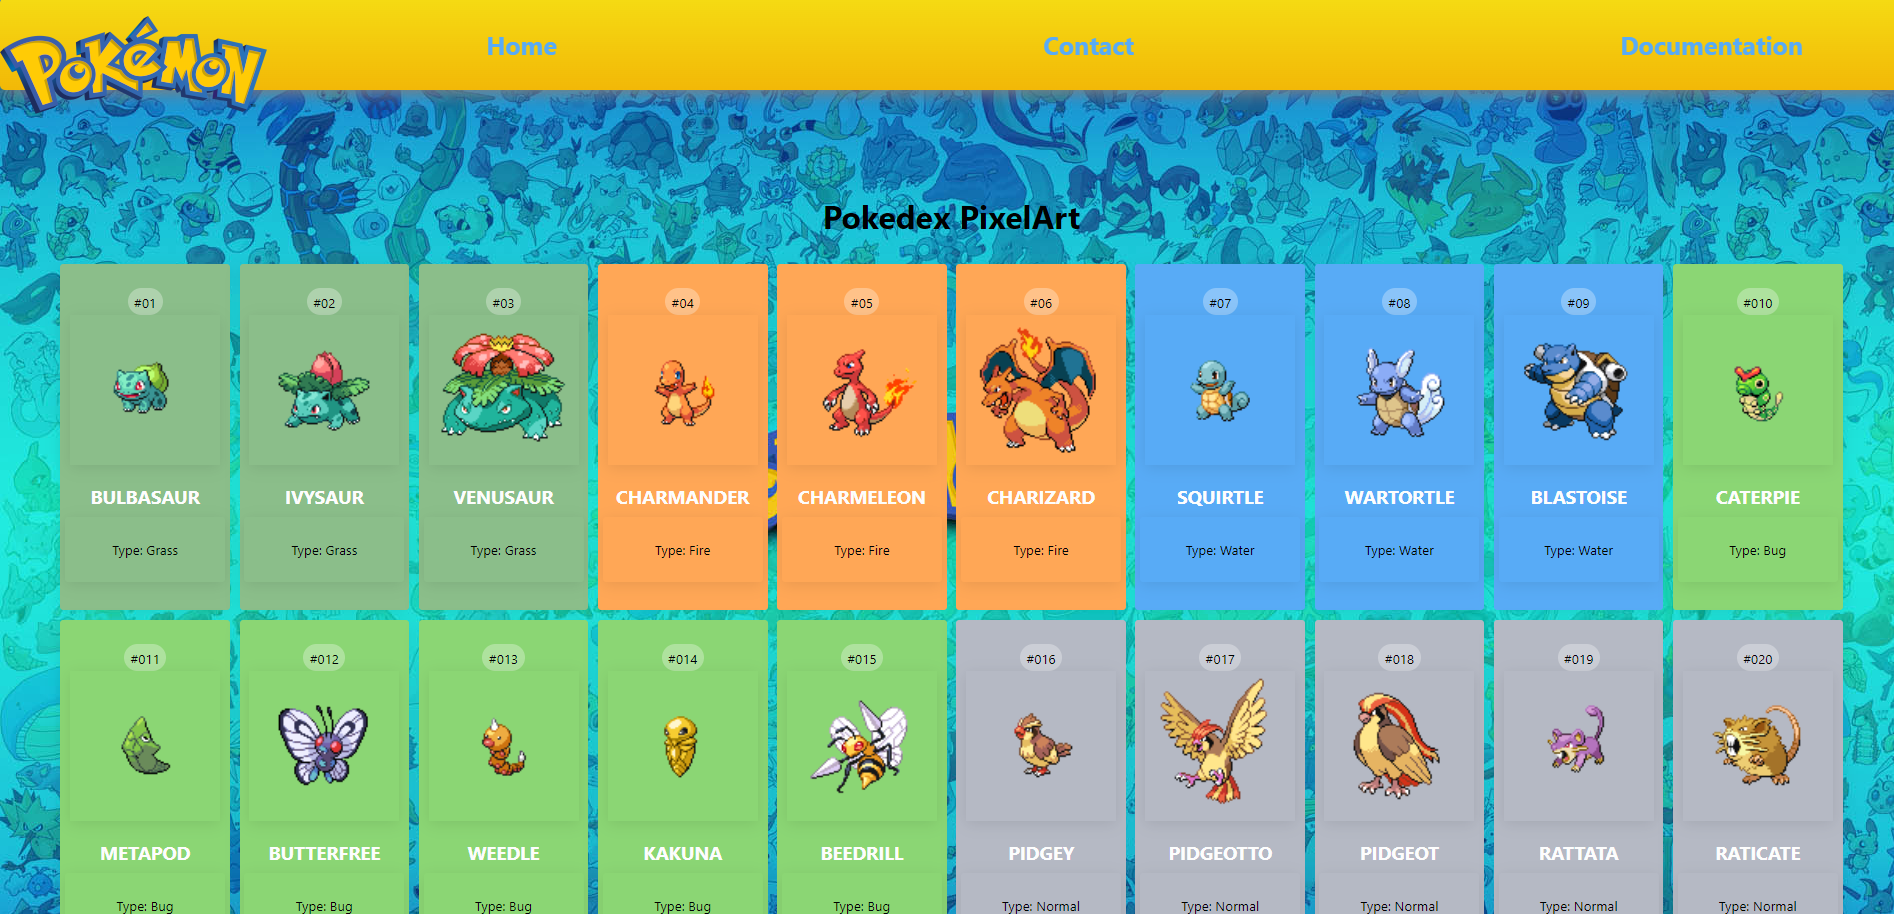 POKéMON
Home Contact Documentation
Pokedex PixelArt
#01 #02 #03 #04 #05 #06 #07 #08 #09 #010
BULBASAUR IVYSAUR VENUSAUR CHARMANDER CHARMELEON CHARIZARD SQUIRTLE WARTORTLE BLASTOISE CATERPIE
Type: Grass Type: Grass Type: Grass Type: Fire Type: Fire Type: Fire Type: Water Type: Water Type: Water Type: Bug
#011 #012 #013 #014 #015 #016 #017 #018 #019 #020
METAPOD BUTTERFREE WEEDLE KAKUNA BEEDRILL PIDGEY PIDGEOTTO PIDGEOT RATTATA RATICATE
Type: Bug Type: Bug Type: Bug Type: Bug Type: Bug Type: Normal Type: Normal Type: Normal Type: Normal Type: Normal